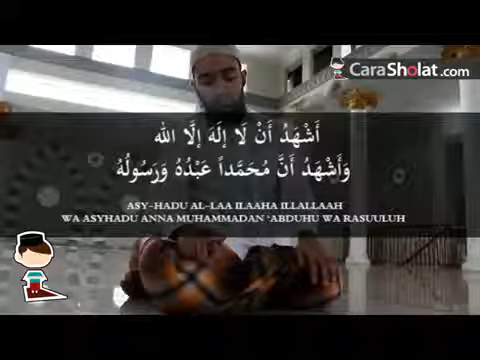 CaraSholat.com
أَشْهَدُ أَنْ لَا إِلَهَ إِلَّا الله
وَأَشْهَدُ أَنَّ مُحَمَّداً عَبْدُهُ وَرَسُولُهُ
ASY-HADU AL-LAA ILAAHA ILLALLAAH
WA ASYHADU ANNA MUHAMMADAN 'ABDUHU WA RASUULUH